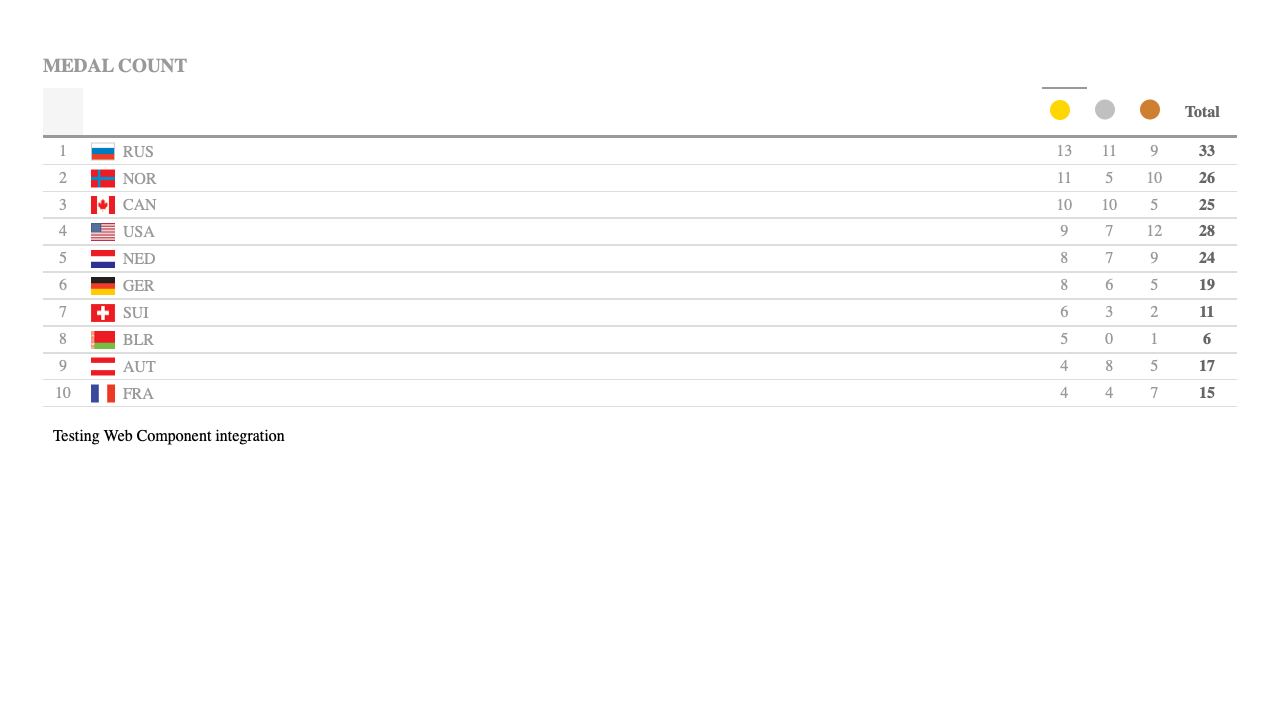 MEDAL COUNT
Total
1 RUS 13 11 9 33
2 NOR 11 5 10 26
3 CAN 10 10 5 25
4 USA 9 7 12 28
5 NED 8 7 9 24
6 GER 8 6 5 19
7 SUI 6 3 2 11
8 BLR 5 0 1 6
9 AUT 4 8 5 17
10 FRA 4 4 7 15
Testing Web Component integration